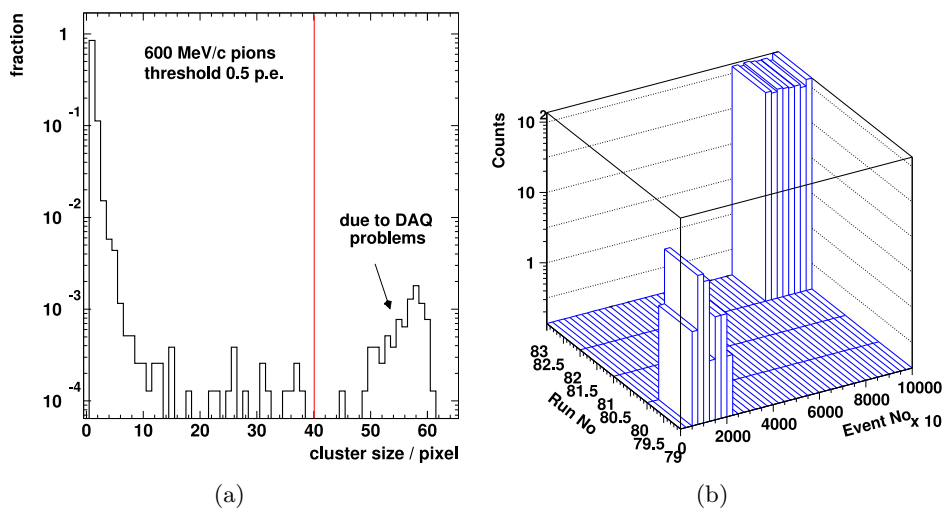 fraction
1
10 -1
10 -2
10 -3
10 -4
600 MeV/c pions
threshold 0.5 p.e.
due to DAQ
problems
0 10 20 30 40 50 60
cluster size / pixel
(a)
Counts
10 2
10
1
83
82.5
82
81.5
81
80.5
80
79.5
79
Run No
0 2000 4000 6000 8000 10000
Event No x 10
(b)